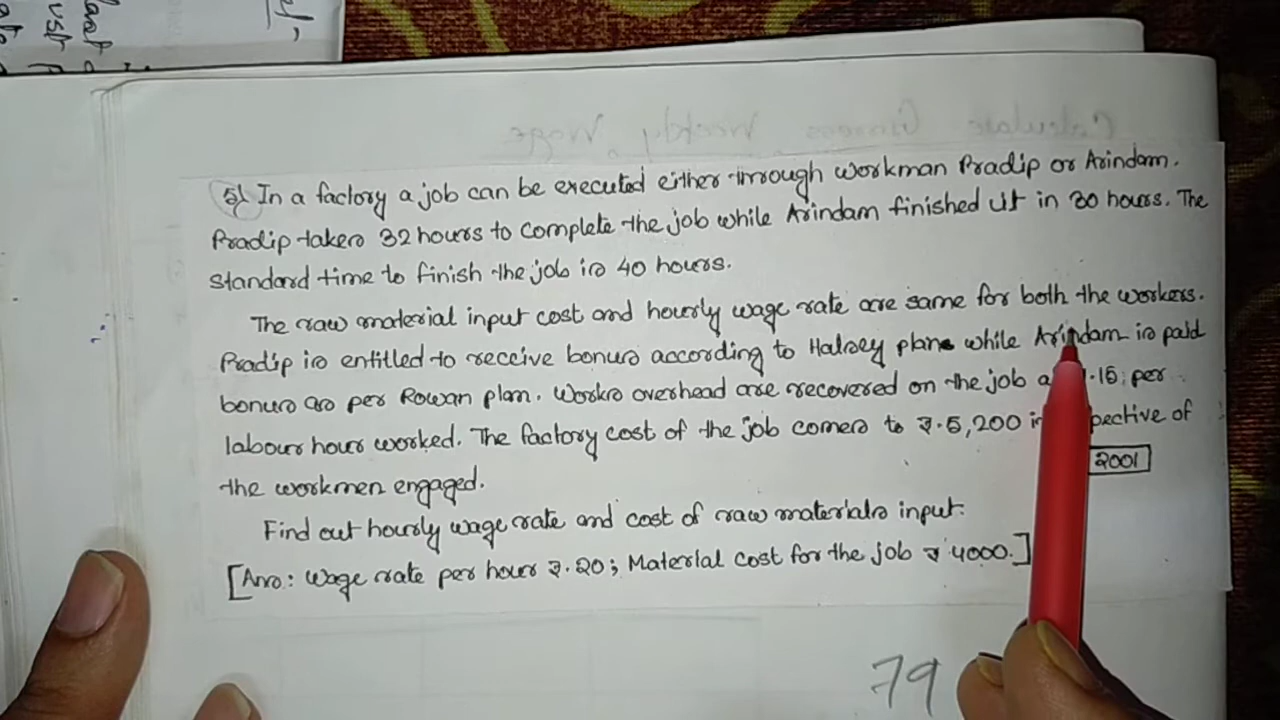 5) In a factory a job can be executed either through workman Pradip or Arindam.
Pradip takes 32 hours to complete the job while Arindam finished it in 30 hours. The
standard time to finish the job is 40 hours.
The raw material input cost and hourly wage rate are same for both the workers.
Pradip is entitled to receive bonus according to Halsey plan while Arindam is paid
bonus as per Rowan plan. Works overhead are recovered on the job .15 per
labour hour worked. The factory cost of the job comes to ₹.5,200 of
the workmen engaged.
2001
Find out hourly wage rate and cost of raw materials input.
[Ans: Wage rate per hour ₹.20; Material cost for the job ₹ 4000.]
79